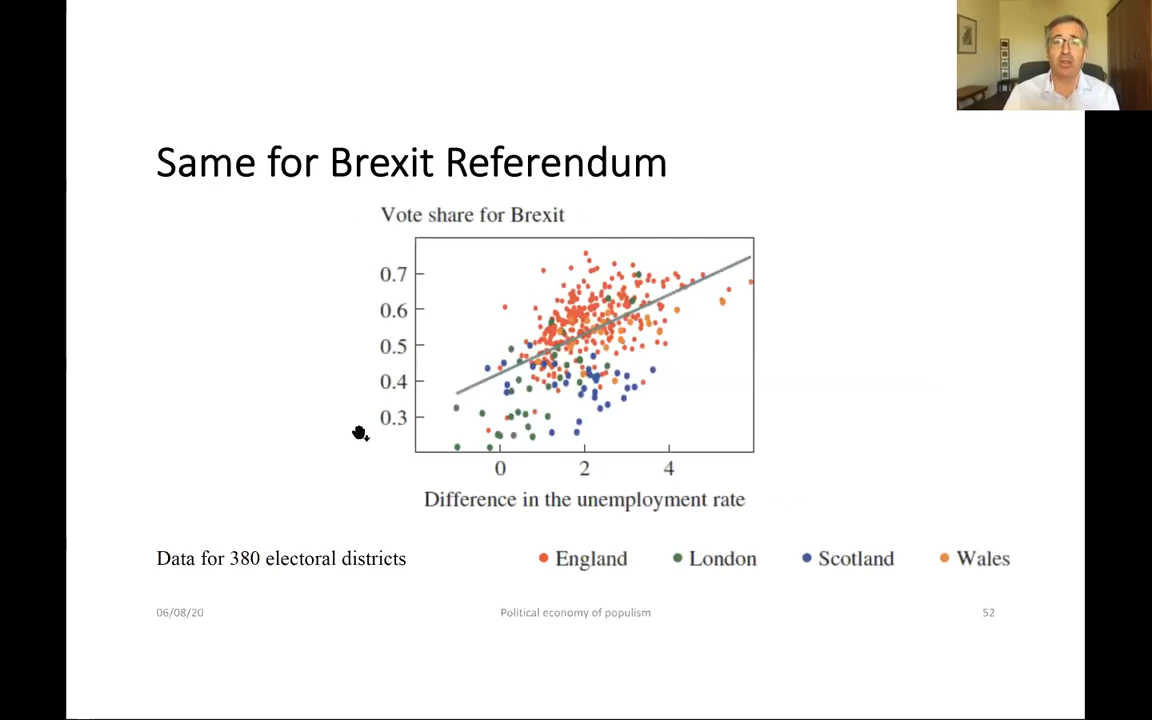 Same for Brexit Referendum
Vote share for Brexit
0.7
0.6
0.5
0.4
0.3
0 2 4
Difference in the unemployment rate
Data for 380 electoral districts
England London Scotland Wales
06/08/20 Political economy of populism 52